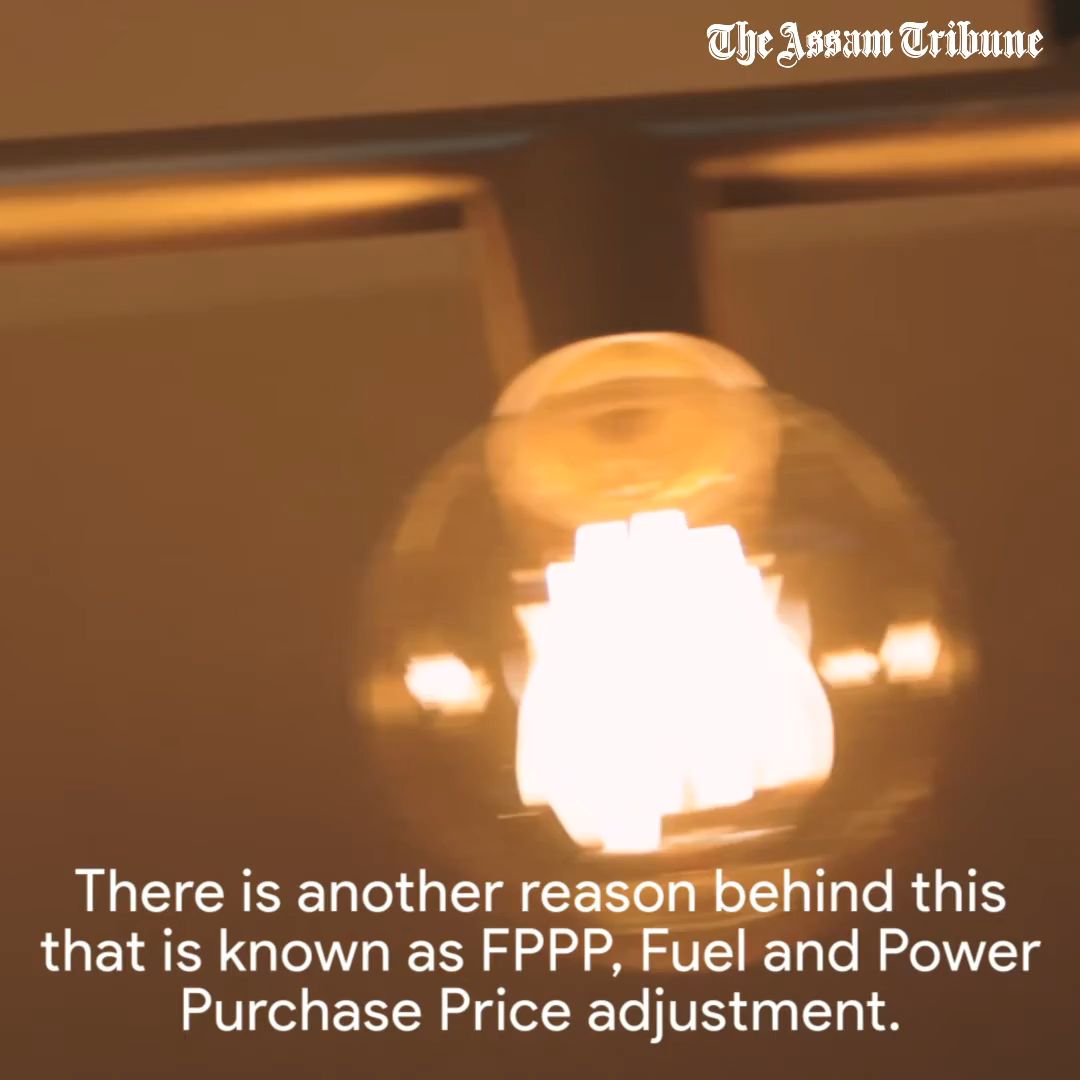 The Assam Tribune
There is another reason behind this
that is known as FPPP, Fuel and Power
Purchase Price adjustment.